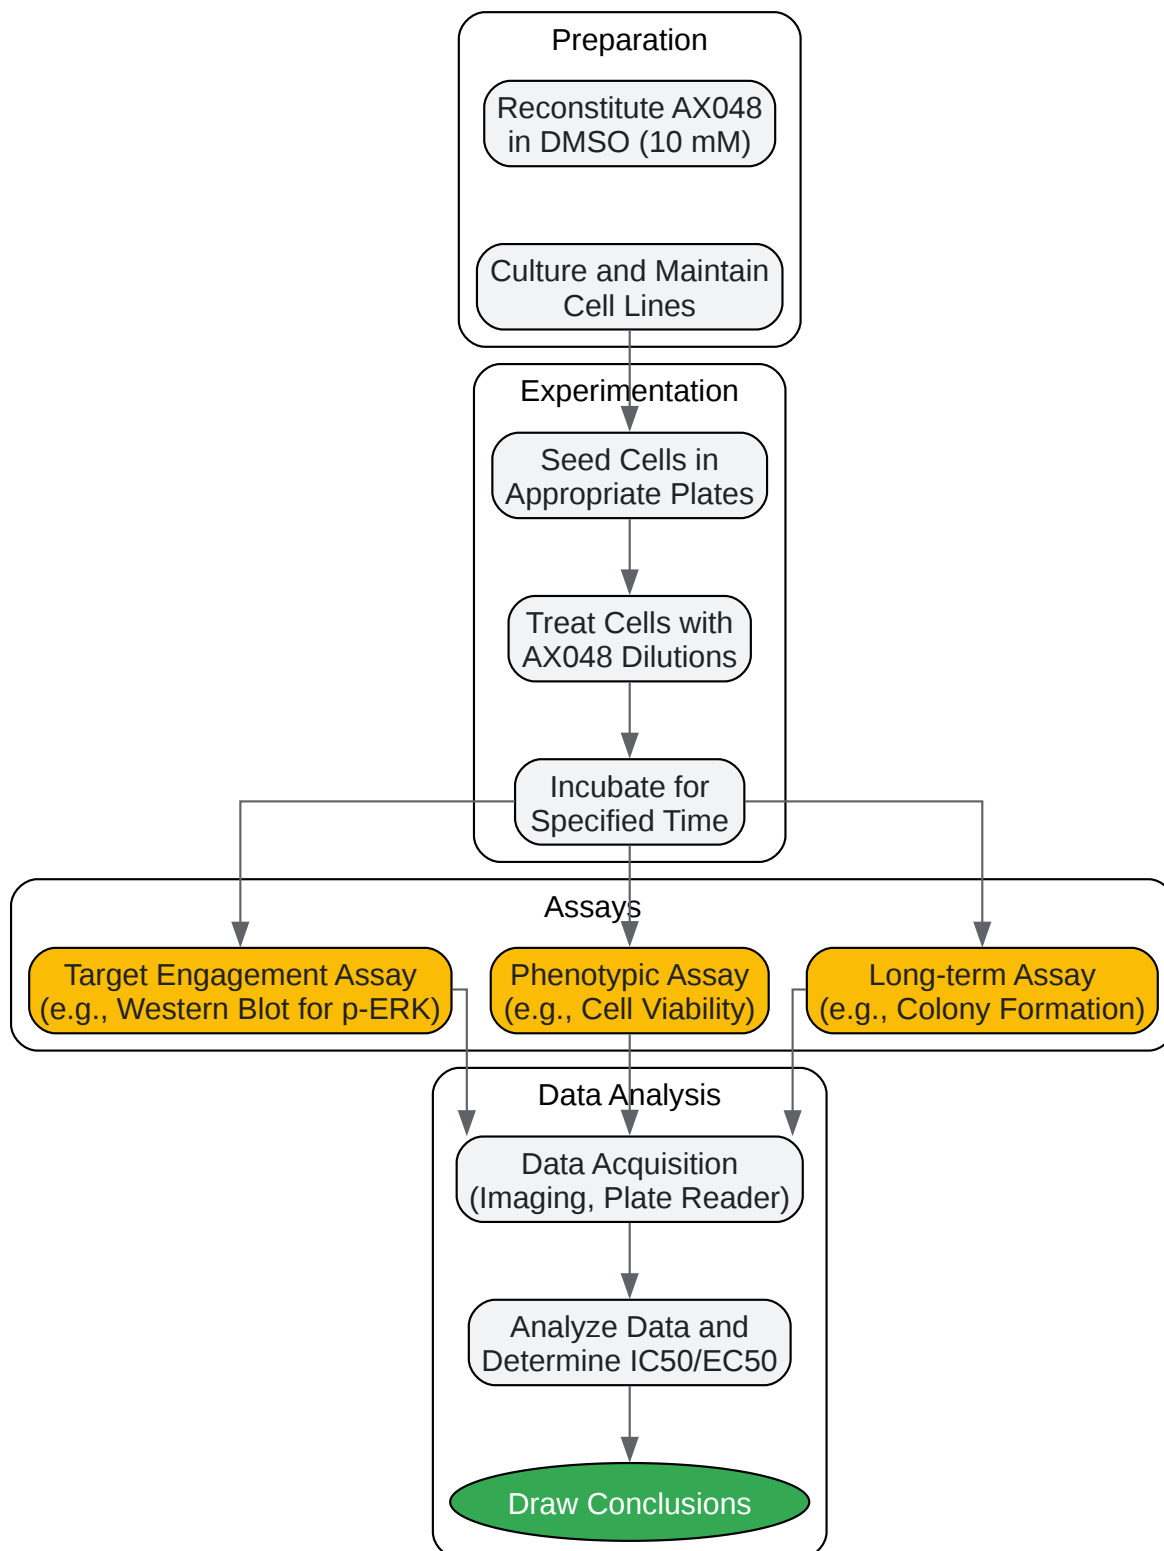 Preparation
Reconstitute AX048
in DMSO (10 mM)
Culture and Maintain
Cell Lines
Experimentation
Seed Cells in
Appropriate Plates
Treat Cells with
AX048 Dilutions
Incubate for
Specified Time
Assays
Target Engagement Assay
(e.g., Western Blot for p-ERK)
Phenotypic Assay
(e.g., Cell Viability)
Long-term Assay
(e.g., Colony Formation)
Data Analysis
Data Acquisition
(Imaging, Plate Reader)
Analyze Data and
Determine IC50/EC50
Draw Conclusions